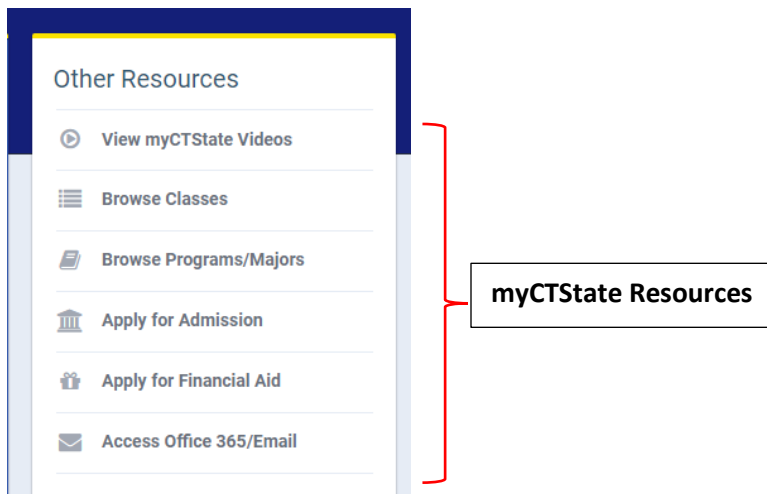 Other Resources
View myCTState Videos
Browse Classes
Browse Programs/Majors
Apply for Admission
Apply for Financial Aid
Access Office 365/Email
myCTState Resources